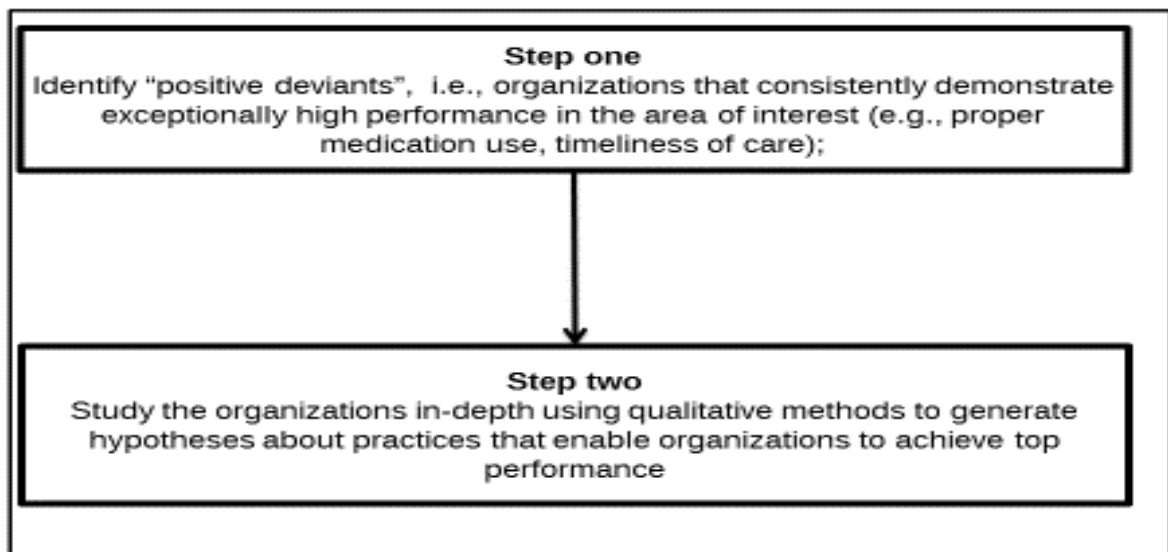 Step one
Identify “positive deviants”,  i.e., organizations that consistently demonstrate
exceptionally high performance in the area of interest (e.g., proper
medication use, timeliness of care);
Step two
Study the organizations in-depth using qualitative methods to generate
hypotheses about practices that enable organizations to achieve top
performance